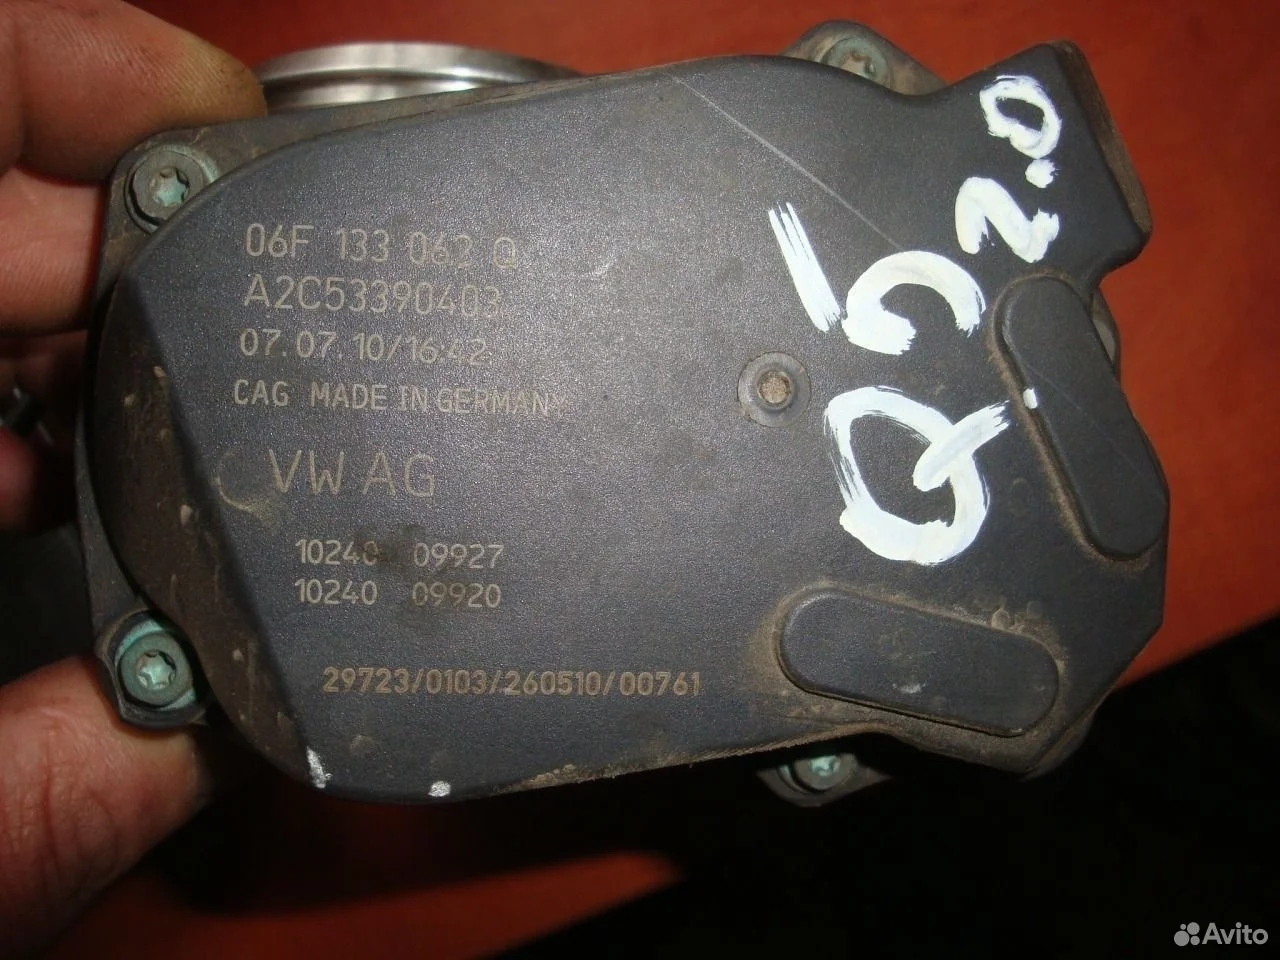 06F 133 062 Q
A2C53390403
07.07.10/16:42
CAG MADE IN GERMANY
VW AG
10240 09927
10240 09920
29723/0103/260510/00761
Q5 2.0
Avito